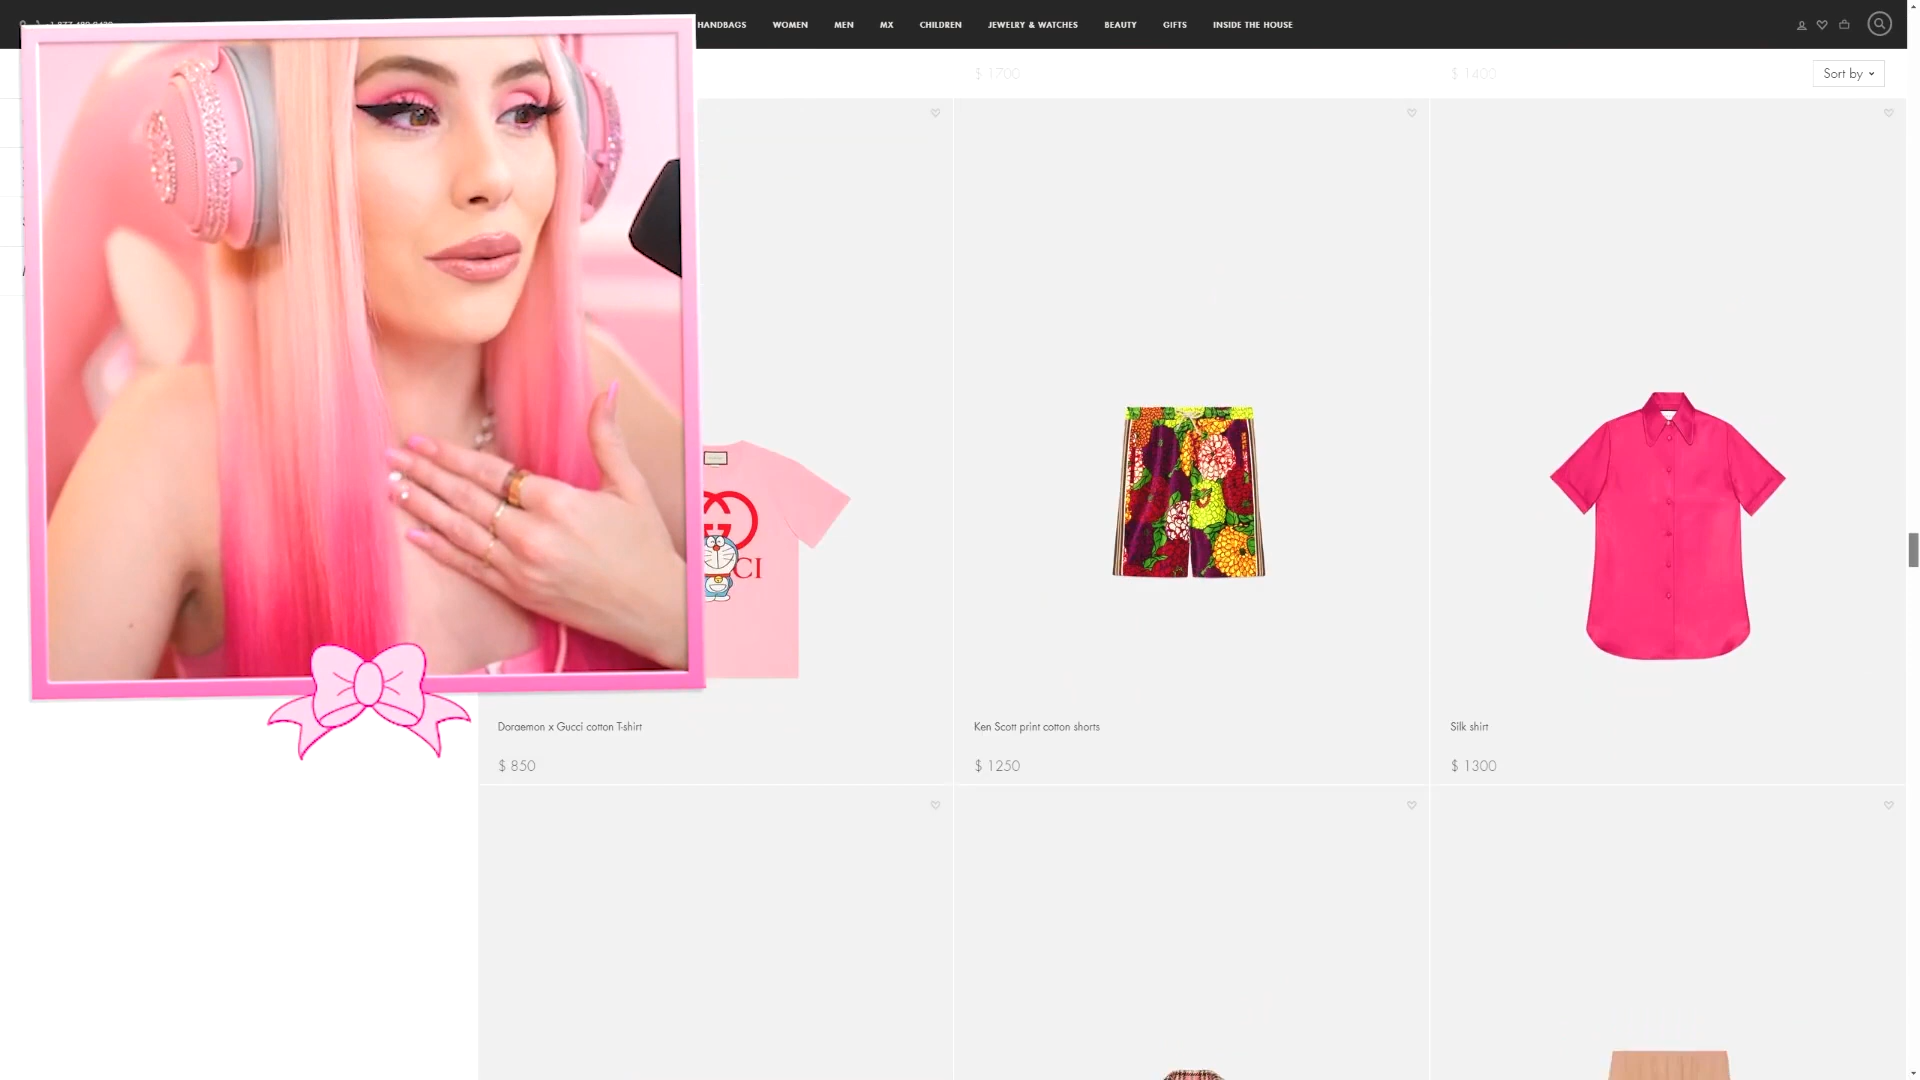 HANDBAGS WOMEN MEN MX CHILDREN JEWELRY & WATCHES BEAUTY GIFTS INSIDE THE HOUSE
$ 1700
$ 1400
Sort by
CI
Doraemon x Gucci cotton T-shirt
$ 850
Ken Scott print cotton shorts
$ 1250
Silk shirt
$ 1300